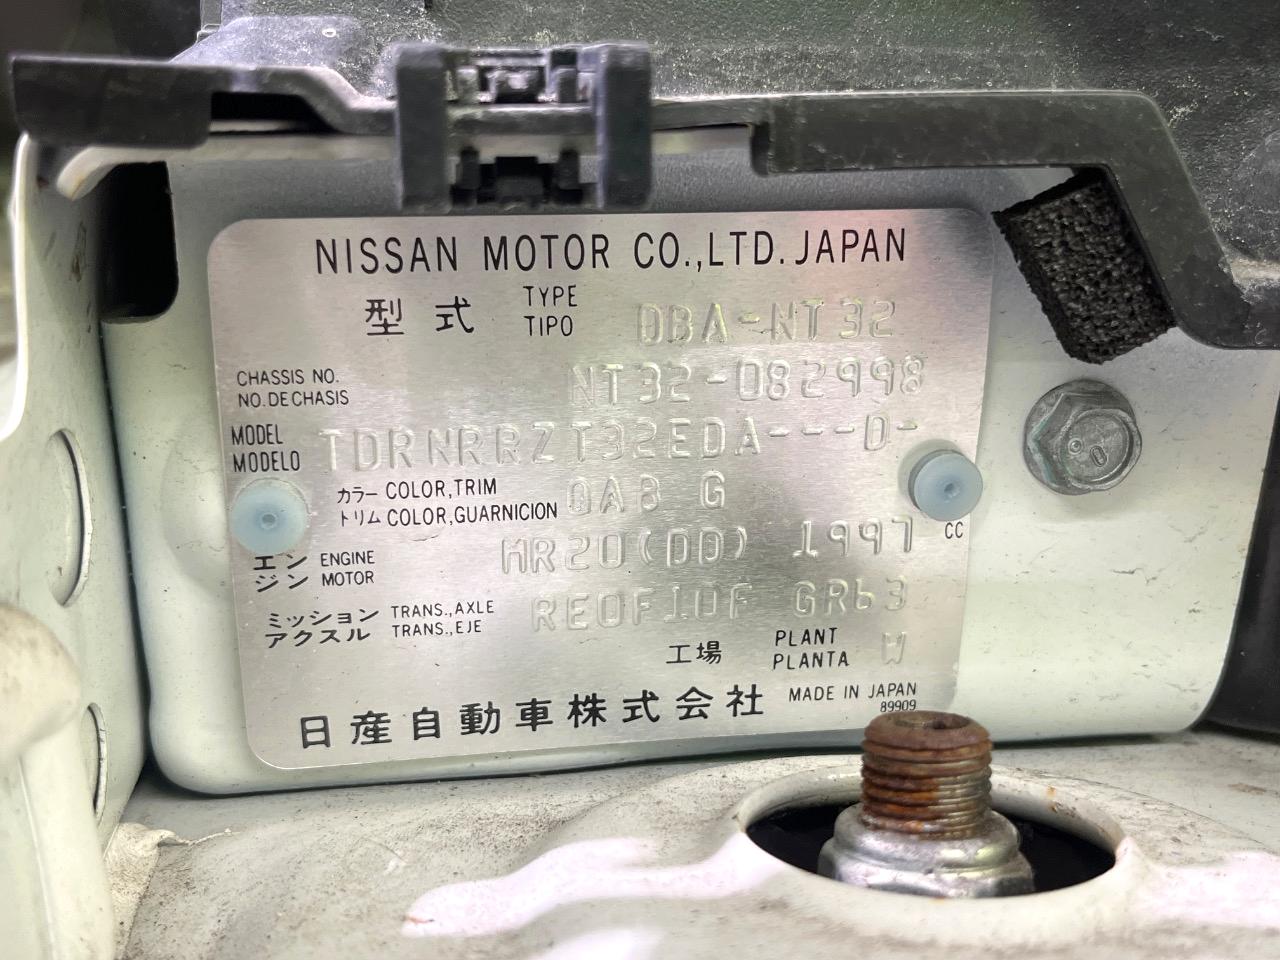 NISSAN MOTOR CO.,LTD. JAPAN
型式 TYPE TIPO DBA-NT32
CHASSIS NO. NO. DE CHASIS NT32-082998
MODEL MODELO TDRNRRZT32EDA---D-
カラー COLOR,TRIM QAB G
トリム COLOR,GUARNICION
エンジン ENGINE MOTOR MR20(DD) 1997 CC
ミッション TRANS.,AXLE RE0F10F GR63
アクスル TRANS.,EJE
工場 PLANT PLANTA W
日産自動車株式会社 MADE IN JAPAN
89909